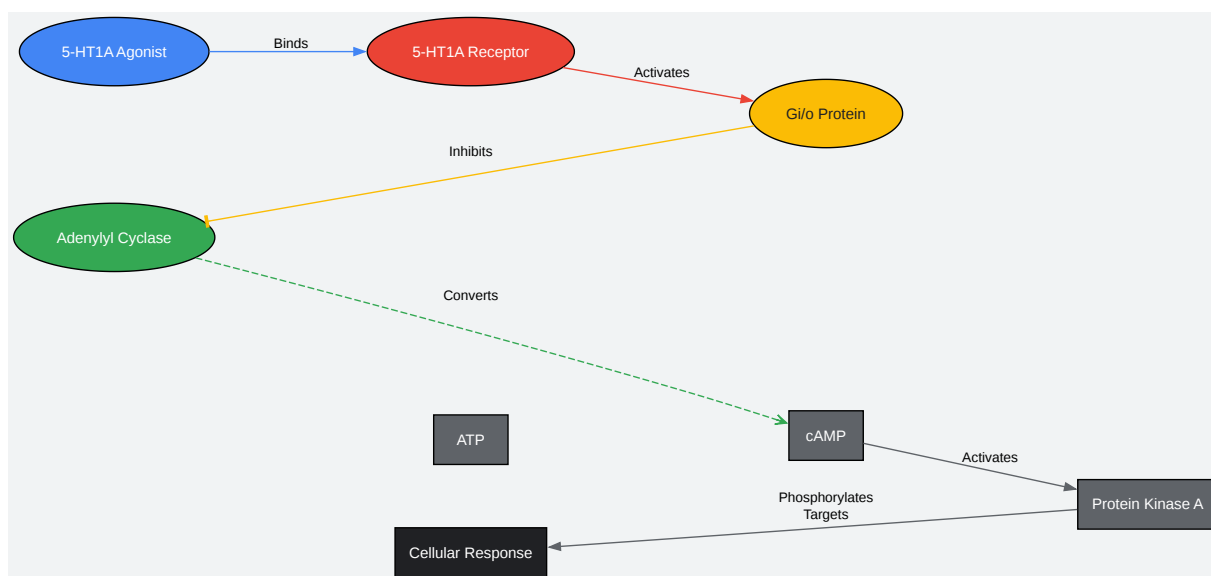 5-HT1A Agonist
Binds
5-HT1A Receptor
Activates
Gi/o Protein
Inhibits
Adenylyl Cyclase
Converts
ATP
cAMP
Activates
Phosphorylates
Targets
Protein Kinase A
Cellular Response